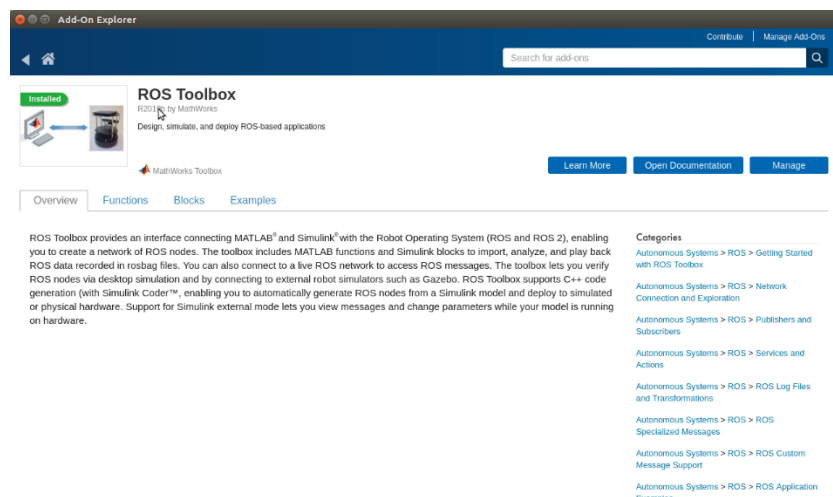 Add-On Explorer
Contribute | Manage Add-Ons
Search for add-ons
Installed
ROS Toolbox
by MathWorks
Design, simulate, and deploy ROS-based applications
MathWorks Toolbox
Learn More
Open Documentation
Manage
Overview
Functions
Blocks
Examples
ROS Toolbox provides an interface connecting MATLAB® and Simulink® with the Robot Operating System (ROS and ROS 2), enabling
you to create a network of ROS nodes. The toolbox includes MATLAB functions and Simulink blocks to import, analyze, and play back
ROS data recorded in rosbag files. You can also connect to a live ROS network to access ROS messages. The toolbox lets you verify
ROS nodes via desktop simulation and by connecting to external robot simulators such as Gazebo. ROS Toolbox supports C++ code
generation (with Simulink Coder™, enabling you to automatically generate ROS nodes from a Simulink model and deploy to simulated
or physical hardware. Support for Simulink external mode lets you view messages and change parameters while your model is running
on hardware.
Categories
Autonomous Systems > ROS > Getting Started
with ROS Toolbox
Autonomous Systems > ROS > Network
Connection and Exploration
Autonomous Systems > ROS > Publishers and
Subscribers
Autonomous Systems > ROS > Services and
Actions
Autonomous Systems > ROS > ROS Log Files
and Transformations
Autonomous Systems > ROS > ROS
Specialized Messages
Autonomous Systems > ROS > ROS Custom
Message Support
Autonomous Systems > ROS > ROS Application